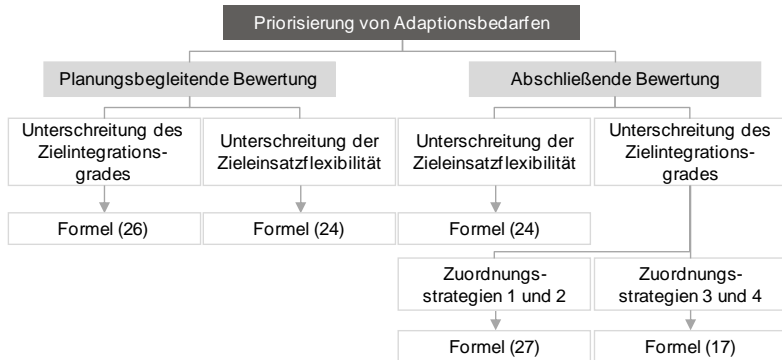 Priorisierung von Adaptionsbedarfen
Planungsbegleitende Bewertung
Abschließende Bewertung
Unterschreitung des
Zielintegrations-
grades
Unterschreitung der
Zieleinsatzflexibilität
Unterschreitung der
Zieleinsatzflexibilität
Unterschreitung des
Zielintegrations-
grades
Formel (26)
Formel (24)
Formel (24)
Zuordnungs-
strategien 1 und 2
Zuordnungs-
strategien 3 und 4
Formel (27)
Formel (17)